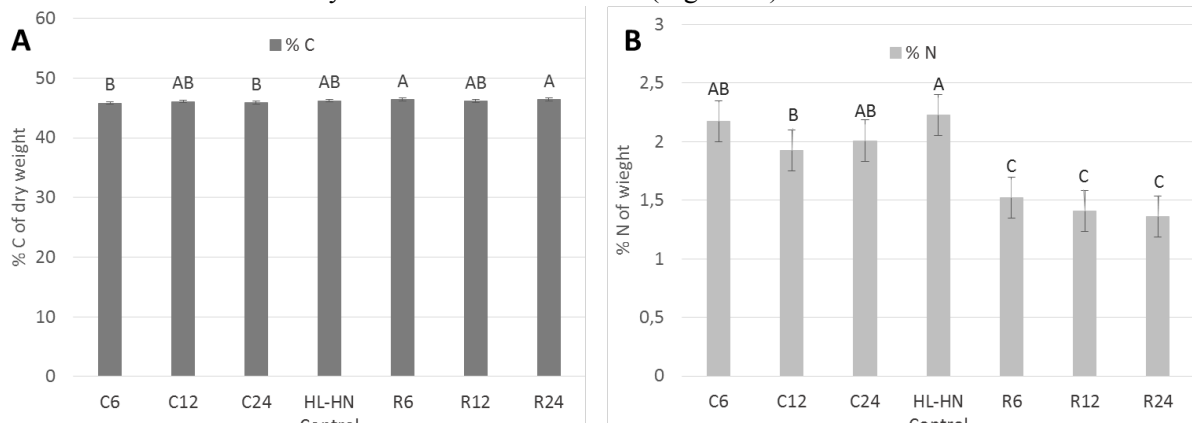 A
% C
60
50
40
30
20
10
0
% C of dry weight
B AB B AB A AB A
C6 C12 C24 HL-HN R6 R12 R24
Control
B
% N
3
2,5
2
1,5
1
0,5
0
% N of wieght
AB B AB A C C C
C6 C12 C24 HL-HN R6 R12 R24
Control